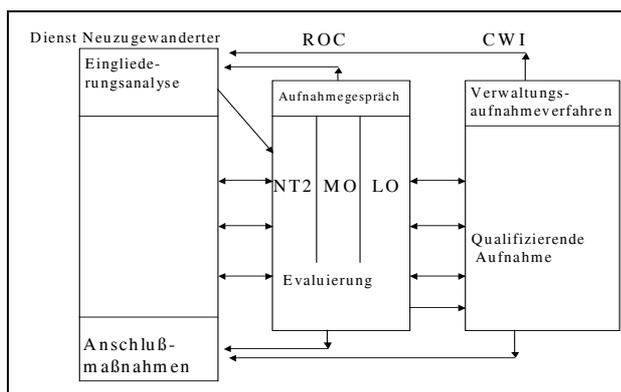 Dienst Neuzugewanderter
ROC
CWI
Eingliede-
rungsanalyse
Aufnahmegespräch
Verwaltungs-
aufnahmeverfahren
NT2
MO
LO
Evaluierung
Qualifizierende
Aufnahme
Anschluß-
maßnahmen